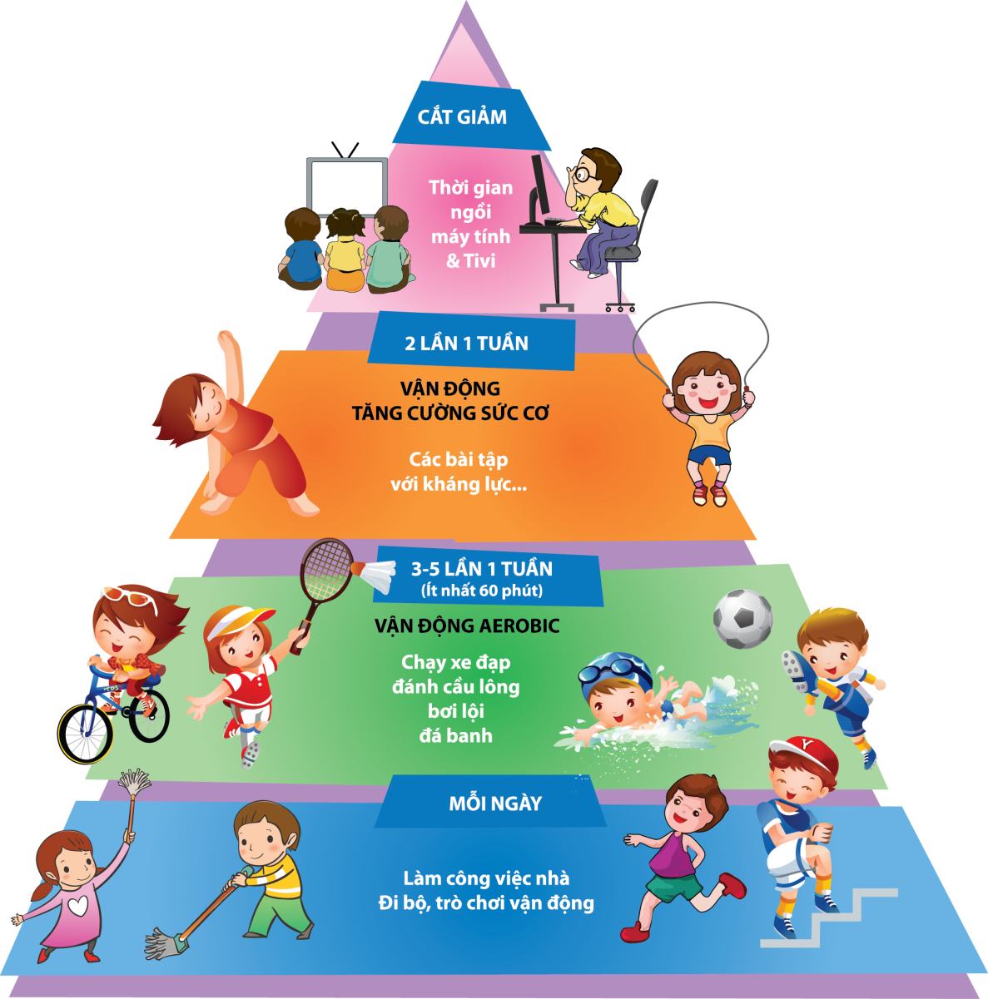 CẮT GIẢM
Thời gian
ngồi
máy tính
& Tivi
2 LẦN 1 TUẦN
VẬN ĐỘNG
TĂNG CƯỜNG SỨC CƠ
Các bài tập
với kháng lực...
3-5 LẦN 1 TUẦN
(Ít nhất 60 phút)
VẬN ĐỘNG AEROBIC
Chạy xe đạp
đánh cầu lông
bơi lội
đá banh
MỖI NGÀY
Y
Làm công việc nhà
Đi bộ, trò chơi vận động